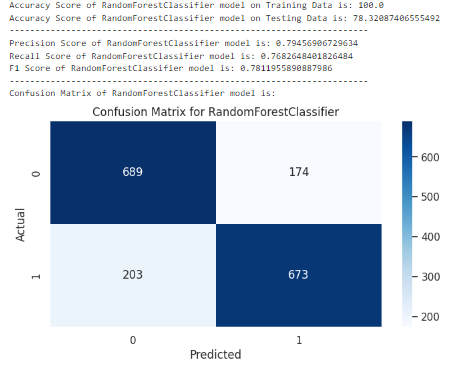 Accuracy Score of RandomForestClassifier model on Training Data is: 100.0
Accuracy Score of RandomForestClassifier model on Testing Data is: 78.32087406555492
--------------------------------------------------------------------
Precision Score of RandomForestClassifier model is: 0.79456906729634
Recall Score of RandomForestClassifier model is: 0.7682648401826484
F1 Score of RandomForestClassifier model is: 0.7811955890887986
--------------------------------------------------------------------
Confusion Matrix of RandomForestClassifier model is:
Confusion Matrix for RandomForestClassifier
0
689
174
1
203
673
Actual
0
1
Predicted
600
500
400
300
200